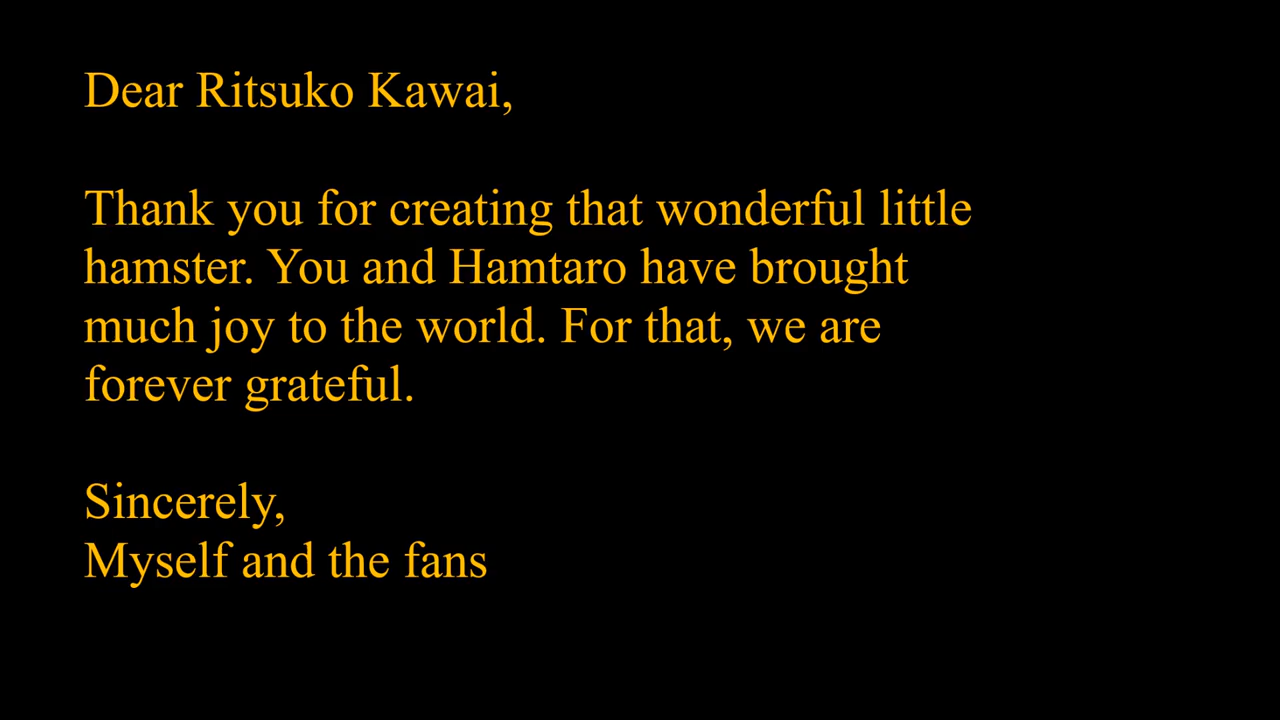 Dear Ritsuko Kawai,
Thank you for creating that wonderful little
hamster. You and Hamtaro have brought
much joy to the world. For that, we are
forever grateful.
Sincerely,
Myself and the fans